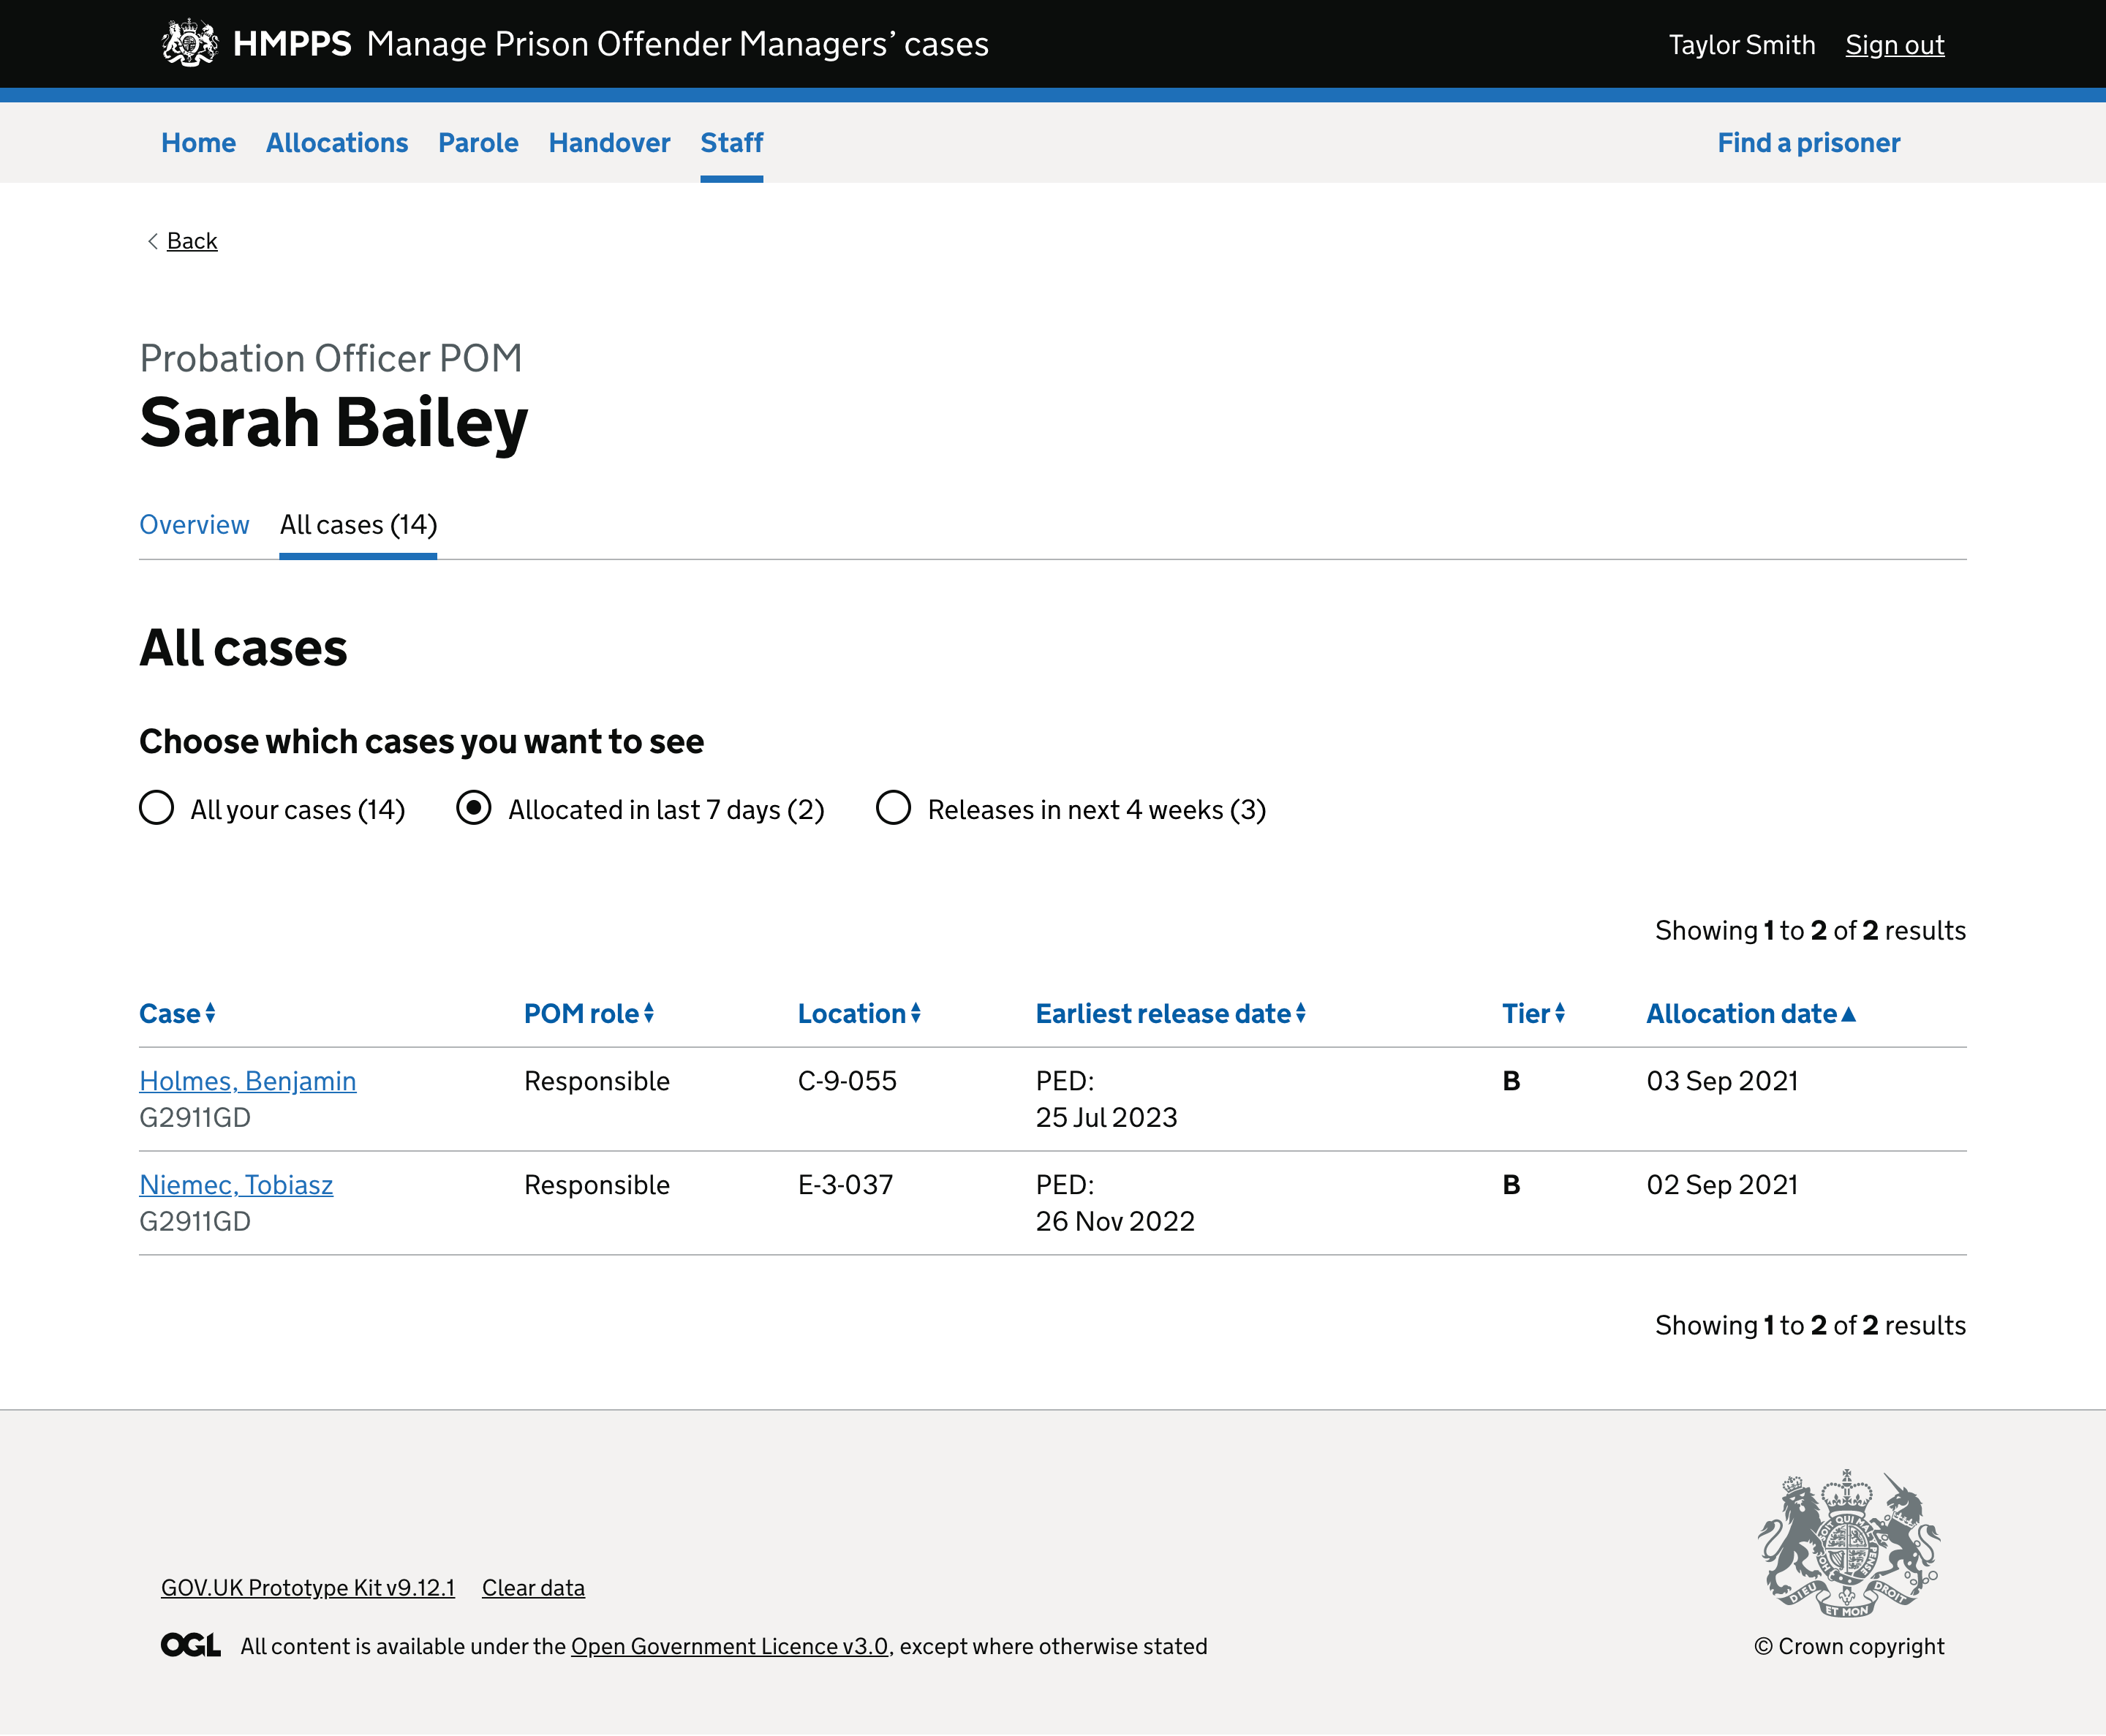 HMPPS Manage Prison Offender Managers’ cases Taylor Smith Sign out
Home Allocations Parole Handover Staff Find a prisoner
Back
Probation Officer POM
Sarah Bailey
Overview All cases (14)
All cases
Choose which cases you want to see
All your cases (14) Allocated in last 7 days (2) Releases in next 4 weeks (3)
Showing 1 to 2 of 2 results
Case POM role Location Earliest release date Tier Allocation date
Holmes, Benjamin Responsible C-9-055 PED: B 03 Sep 2021
G2911GD 25 Jul 2023
Niemec, Tobiasz Responsible E-3-037 PED: B 02 Sep 2021
G2911GD 26 Nov 2022
Showing 1 to 2 of 2 results
DIEU ET MON DROIT
GOV.UK Prototype Kit v9.12.1 Clear data
OGL All content is available under the Open Government Licence v3.0, except where otherwise stated © Crown copyright